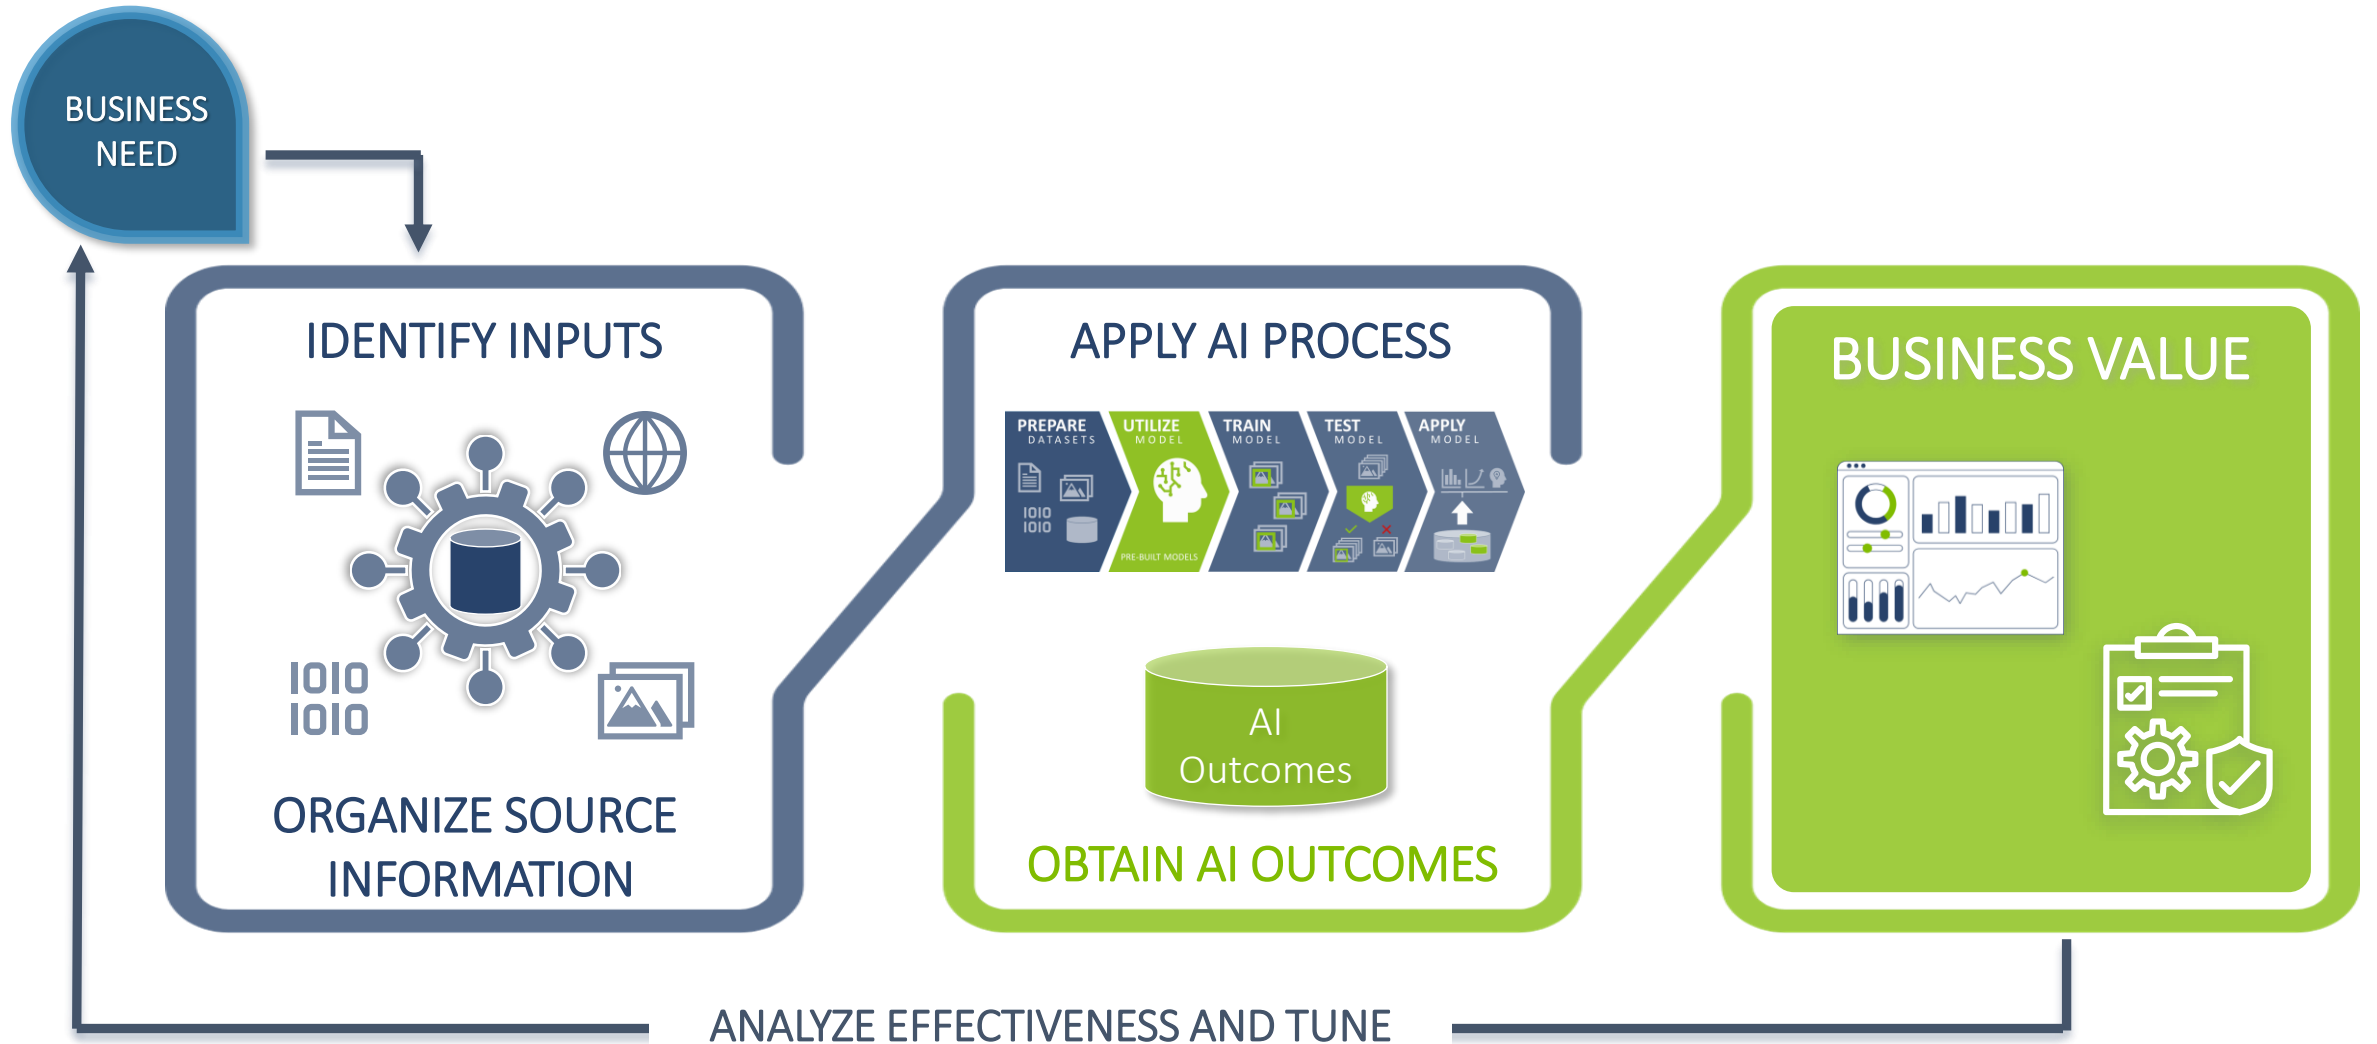 BUSINESS
NEED
IDENTIFY INPUTS
1010
1010
ORGANIZE SOURCE
INFORMATION
APPLY AI PROCESS
PREPARE
DATASETS
1010
1010
UTILIZE
MODEL
PRE-BUILT MODELS
TRAIN
MODEL
TEST
MODEL
APPLY
MODEL
AI
Outcomes
OBTAIN AI OUTCOMES
BUSINESS VALUE
ANALYZE EFFECTIVENESS AND TUNE